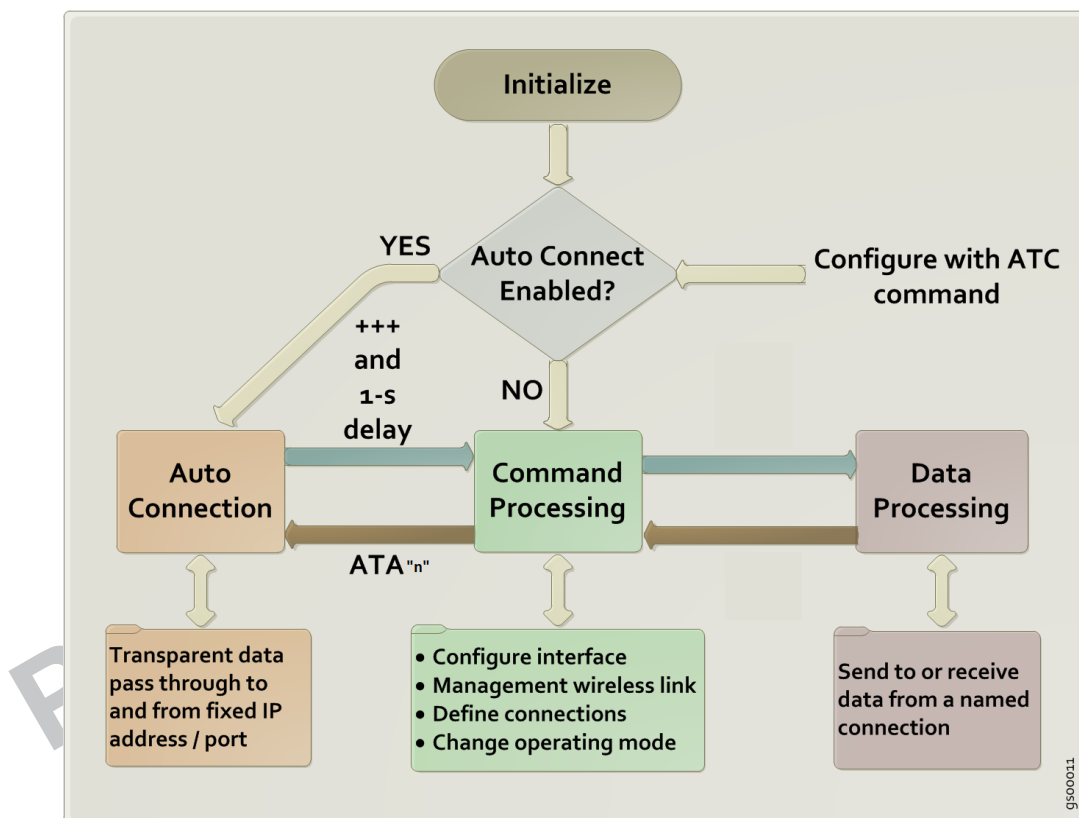 Initialize
YES
Auto Connect
Enabled?
Configure with ATC
command
+++
and
1-s
delay
NO
Auto
Connection
Command
Processing
Data
Processing
ATA "n"
Transparent data
pass through to
and from fixed IP
address / port
• Configure interface
• Management wireless link
• Define connections
• Change operating mode
Send to or receive
data from a named
connection
gs00011